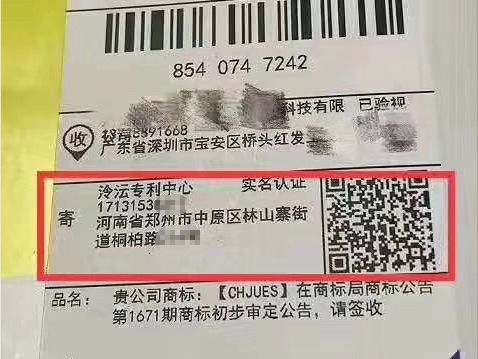 854 074 7242
科技有限 已验视
收
8891668
广东省深圳市宝安区桥头红发
寄
泠沄专利中心 实名认证
1713153
河南省郑州市中原区林山寨街
道桐柏路
品名： 贵公司商标：【CHJUES】在商标局商标公告
第1671期商标初步审定公告，请签收